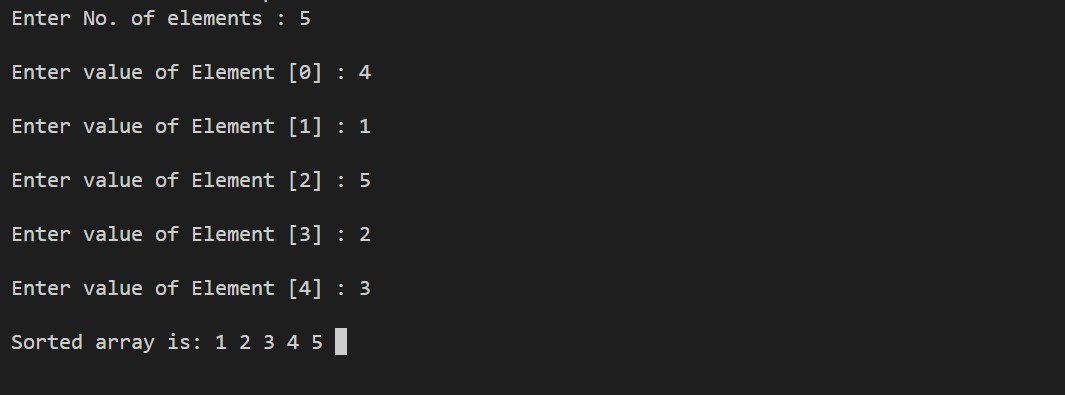 Enter No. of elements : 5
Enter value of Element [0] : 4
Enter value of Element [1] : 1
Enter value of Element [2] : 5
Enter value of Element [3] : 2
Enter value of Element [4] : 3
Sorted array is: 1 2 3 4 5